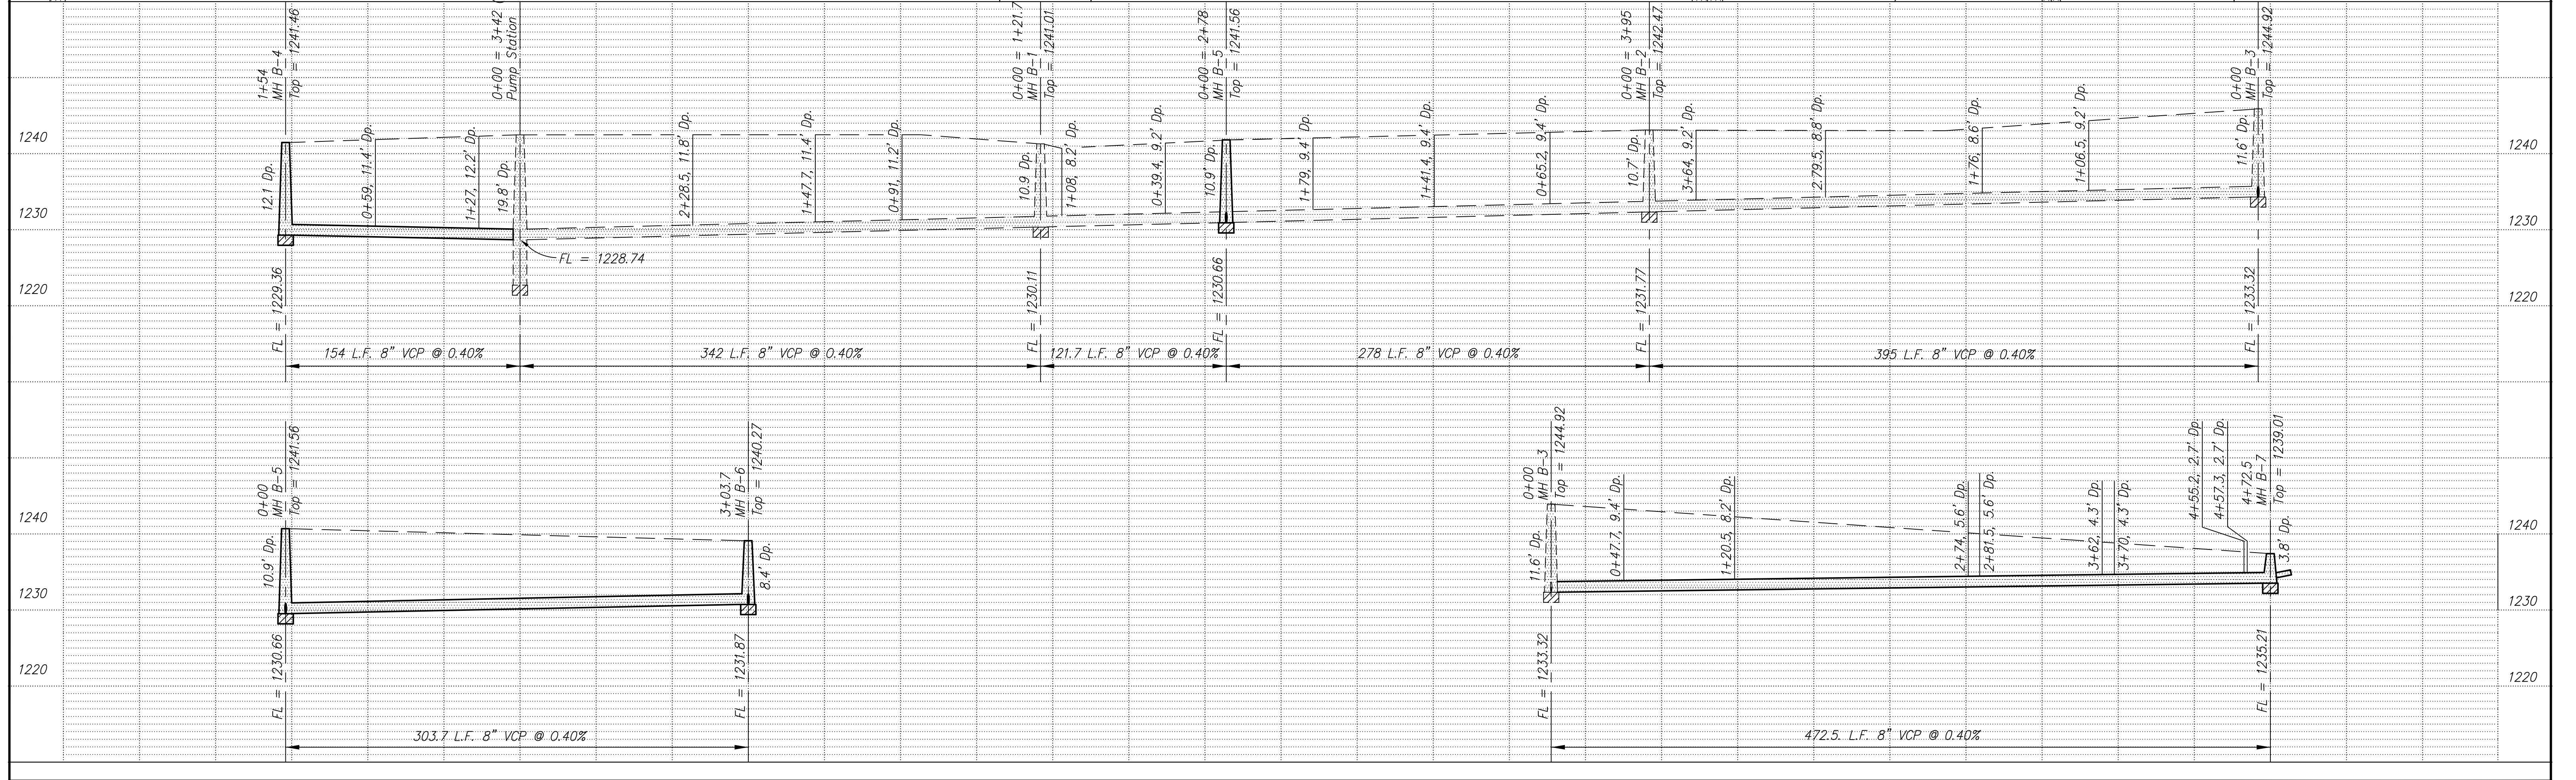 1+54
MH B-4
Top = 1241.46
0+00 = 3+42
Pump Station
0+00 = 1+21.7
MH B-1
Top = 1241.01
0+00 = 2+78
MH B-5
Top = 1241.56
0+00 = 3+95
MH B-2
Top = 1242.47
0+00
MH B-3
Top = 1244.92
1240
12.1 Dp.
0+59, 11.4' Dp.
1+27, 12.2' Dp.
19.8' Dp.
2+28.5, 11.8' Dp.
1+47.7, 11.4' Dp.
0+91, 11.2' Dp.
10.9 Dp.
1+08, 8.2' Dp.
0+39.4, 9.2' Dp.
10.9' Dp.
1+79, 9.4' Dp.
1+41.4, 9.4' Dp.
0+65.2, 9.4' Dp.
10.7' Dp.
3+64, 9.2' Dp.
2.79.5, 8.8' Dp.
1+76, 8.6' Dp.
1+06.5, 9.2' Dp.
11.6' Dp.
1240
1230
1230
FL = 1228.74
1220
1220
FL = 1229.36
FL = 1230.11
FL = 1230.66
FL = 1231.77
FL = 1233.32
154 L.F. 8" VCP @ 0.40%
342 L.F. 8" VCP @ 0.40%
121.7 L.F. 8" VCP @ 0.40%
278 L.F. 8" VCP @ 0.40%
395 L.F. 8" VCP @ 0.40%
0+00
MH B-5
Top = 1241.56
3+03.7
MH B-6
Top = 1240.27
0+00
MH B-3
Top = 1244.92
4+55.2, 2.7' Dp.
4+57.3, 2.7' Dp.
4+72.5
MH B-7
Top = 1239.01
1240
10.9' Dp.
8.4' Dp.
11.6' Dp.
0+47.7, 9.4' Dp.
1+20.5, 8.2' Dp.
2+74, 5.6' Dp.
2+81.5, 5.6' Dp.
3+62, 4.3' Dp.
3+70, 4.3' Dp.
3.8' Dp.
1240
1230
1230
1220
1220
FL = 1230.66
FL = 1231.87
FL = 1233.32
FL = 1235.21
303.7 L.F. 8" VCP @ 0.40%
472.5. L.F. 8" VCP @ 0.40%